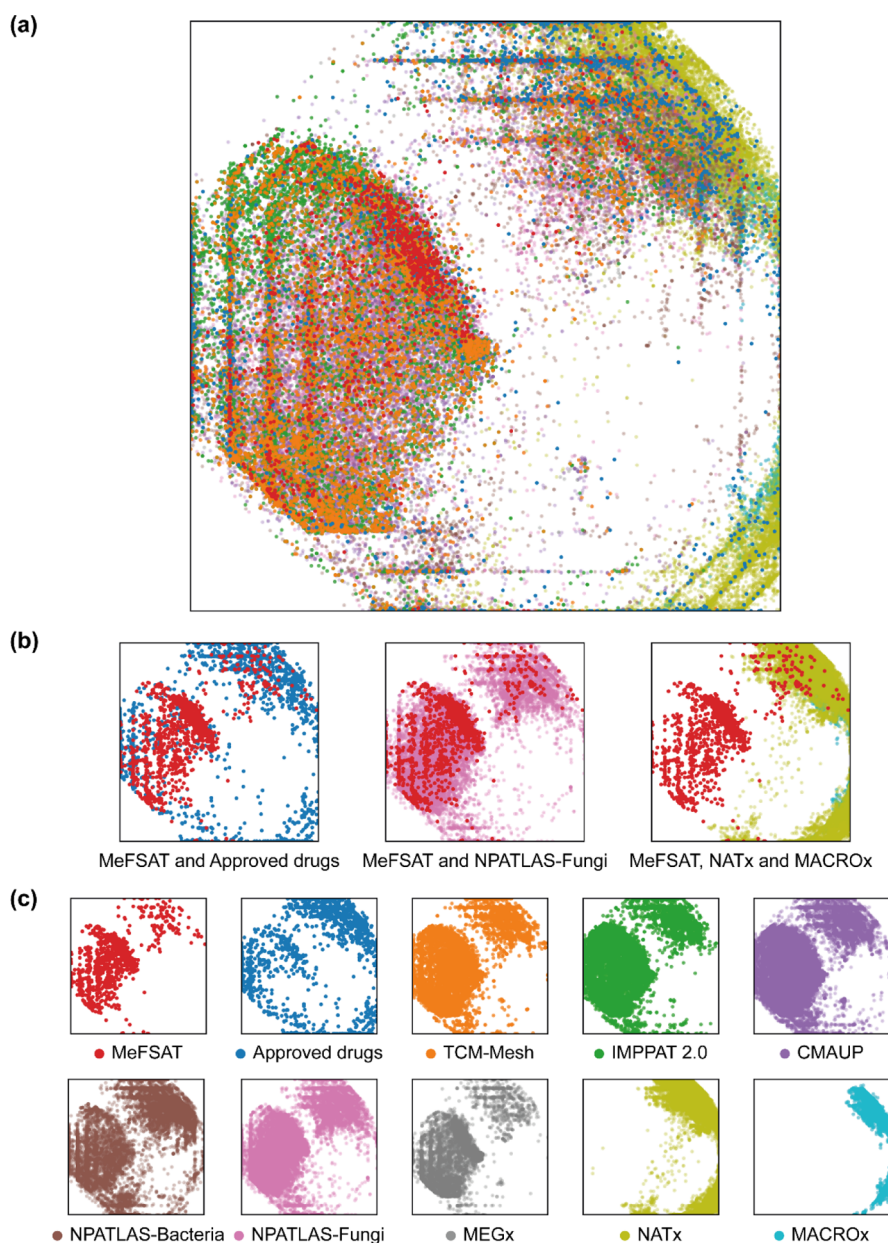 (a)
(b)
MeFSAT and Approved drugs MeFSAT and NPATLAS-Fungi MeFSAT, NATx and MACROx
(c)
MeFSAT Approved drugs TCM-Mesh IMPPAT 2.0 CMAUP
NPATLAS-Bacteria NPATLAS-Fungi MEGx NATx MACROx